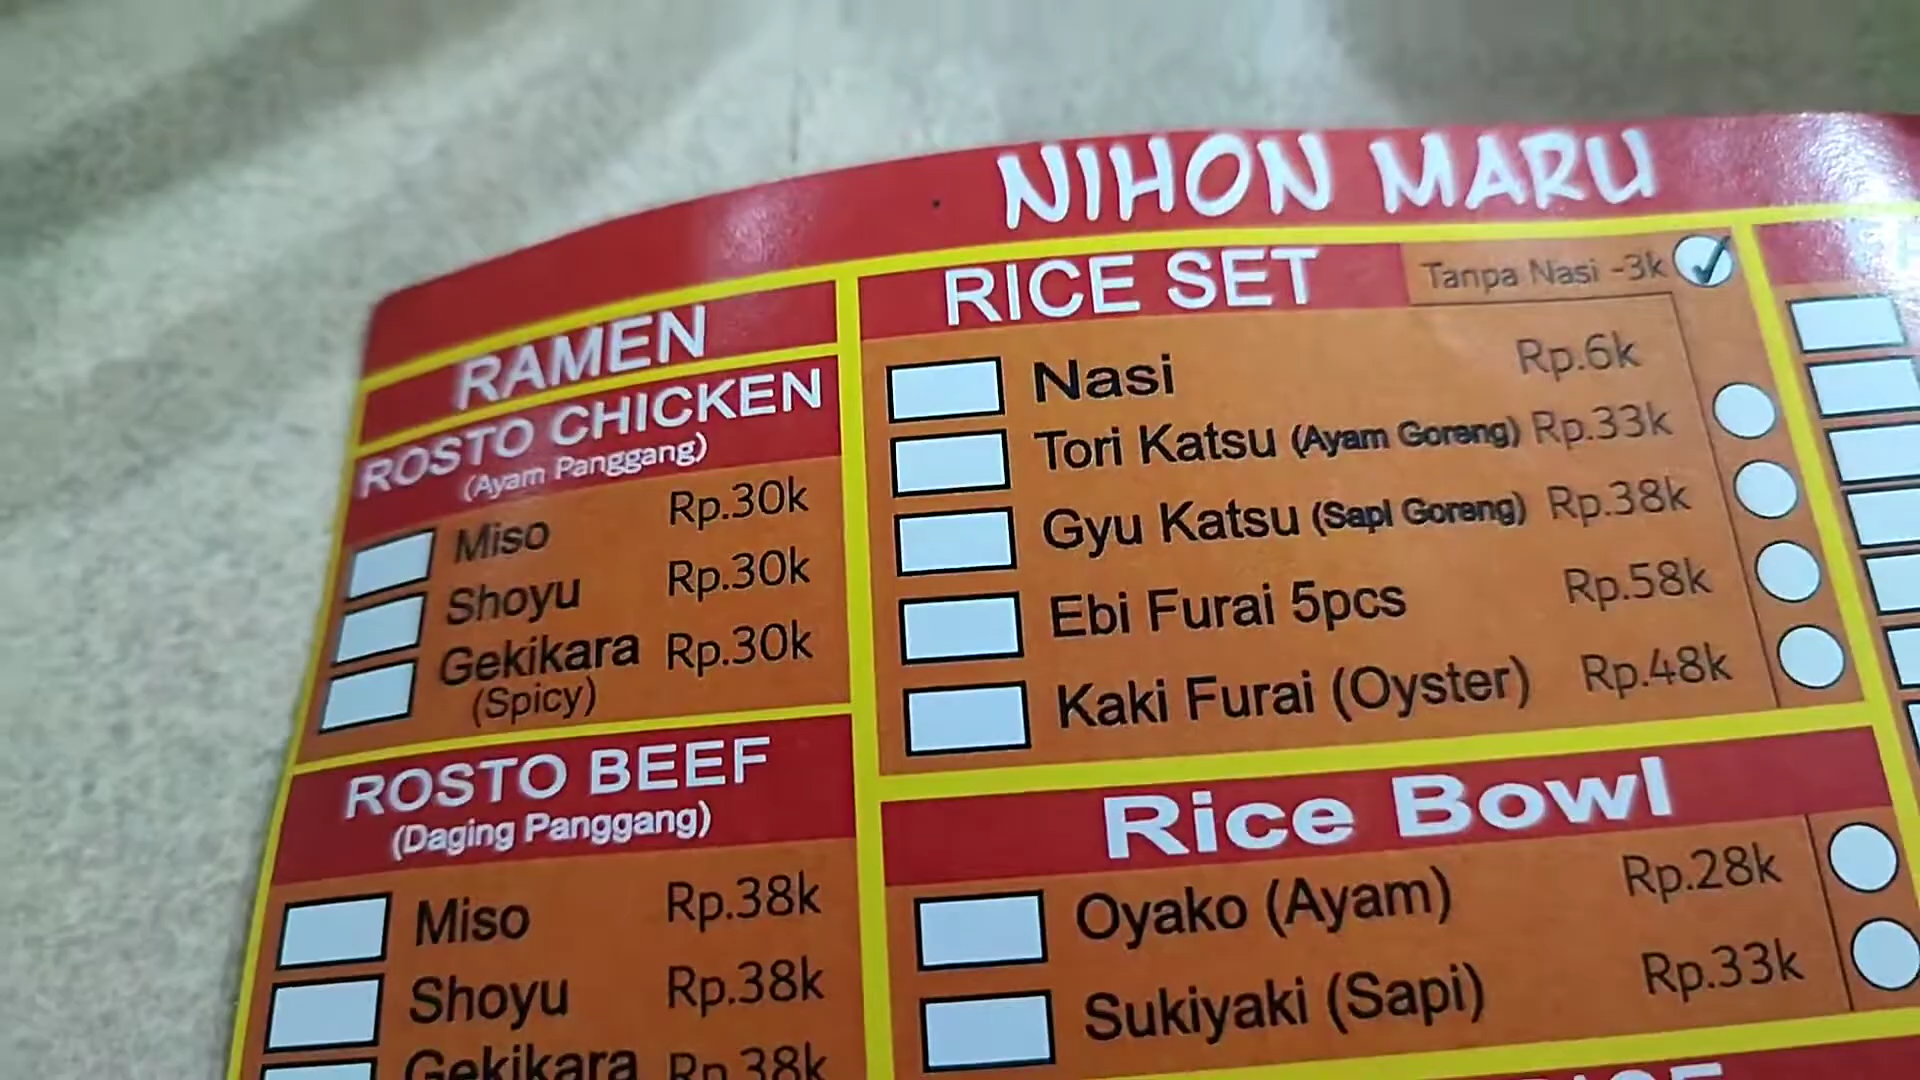 NIHON MARU
RAMEN
ROSTO CHICKEN
(Ayam Panggang)
Miso Rp.30k
Shoyu Rp.30k
Gekikara Rp.30k
(Spicy)
ROSTO BEEF
(Daging Panggang)
Miso Rp.38k
Shoyu Rp.38k
Gekikara Rp.38k
RICE SET Tanpa Nasi -3k
Nasi Rp.6k
Tori Katsu (Ayam Goreng) Rp.33k
Gyu Katsu (Sapi Goreng) Rp.38k
Ebi Furai 5pcs Rp.58k
Kaki Furai (Oyster) Rp.48k
Rice Bowl
Oyako (Ayam) Rp.28k
Sukiyaki (Sapi) Rp.33k